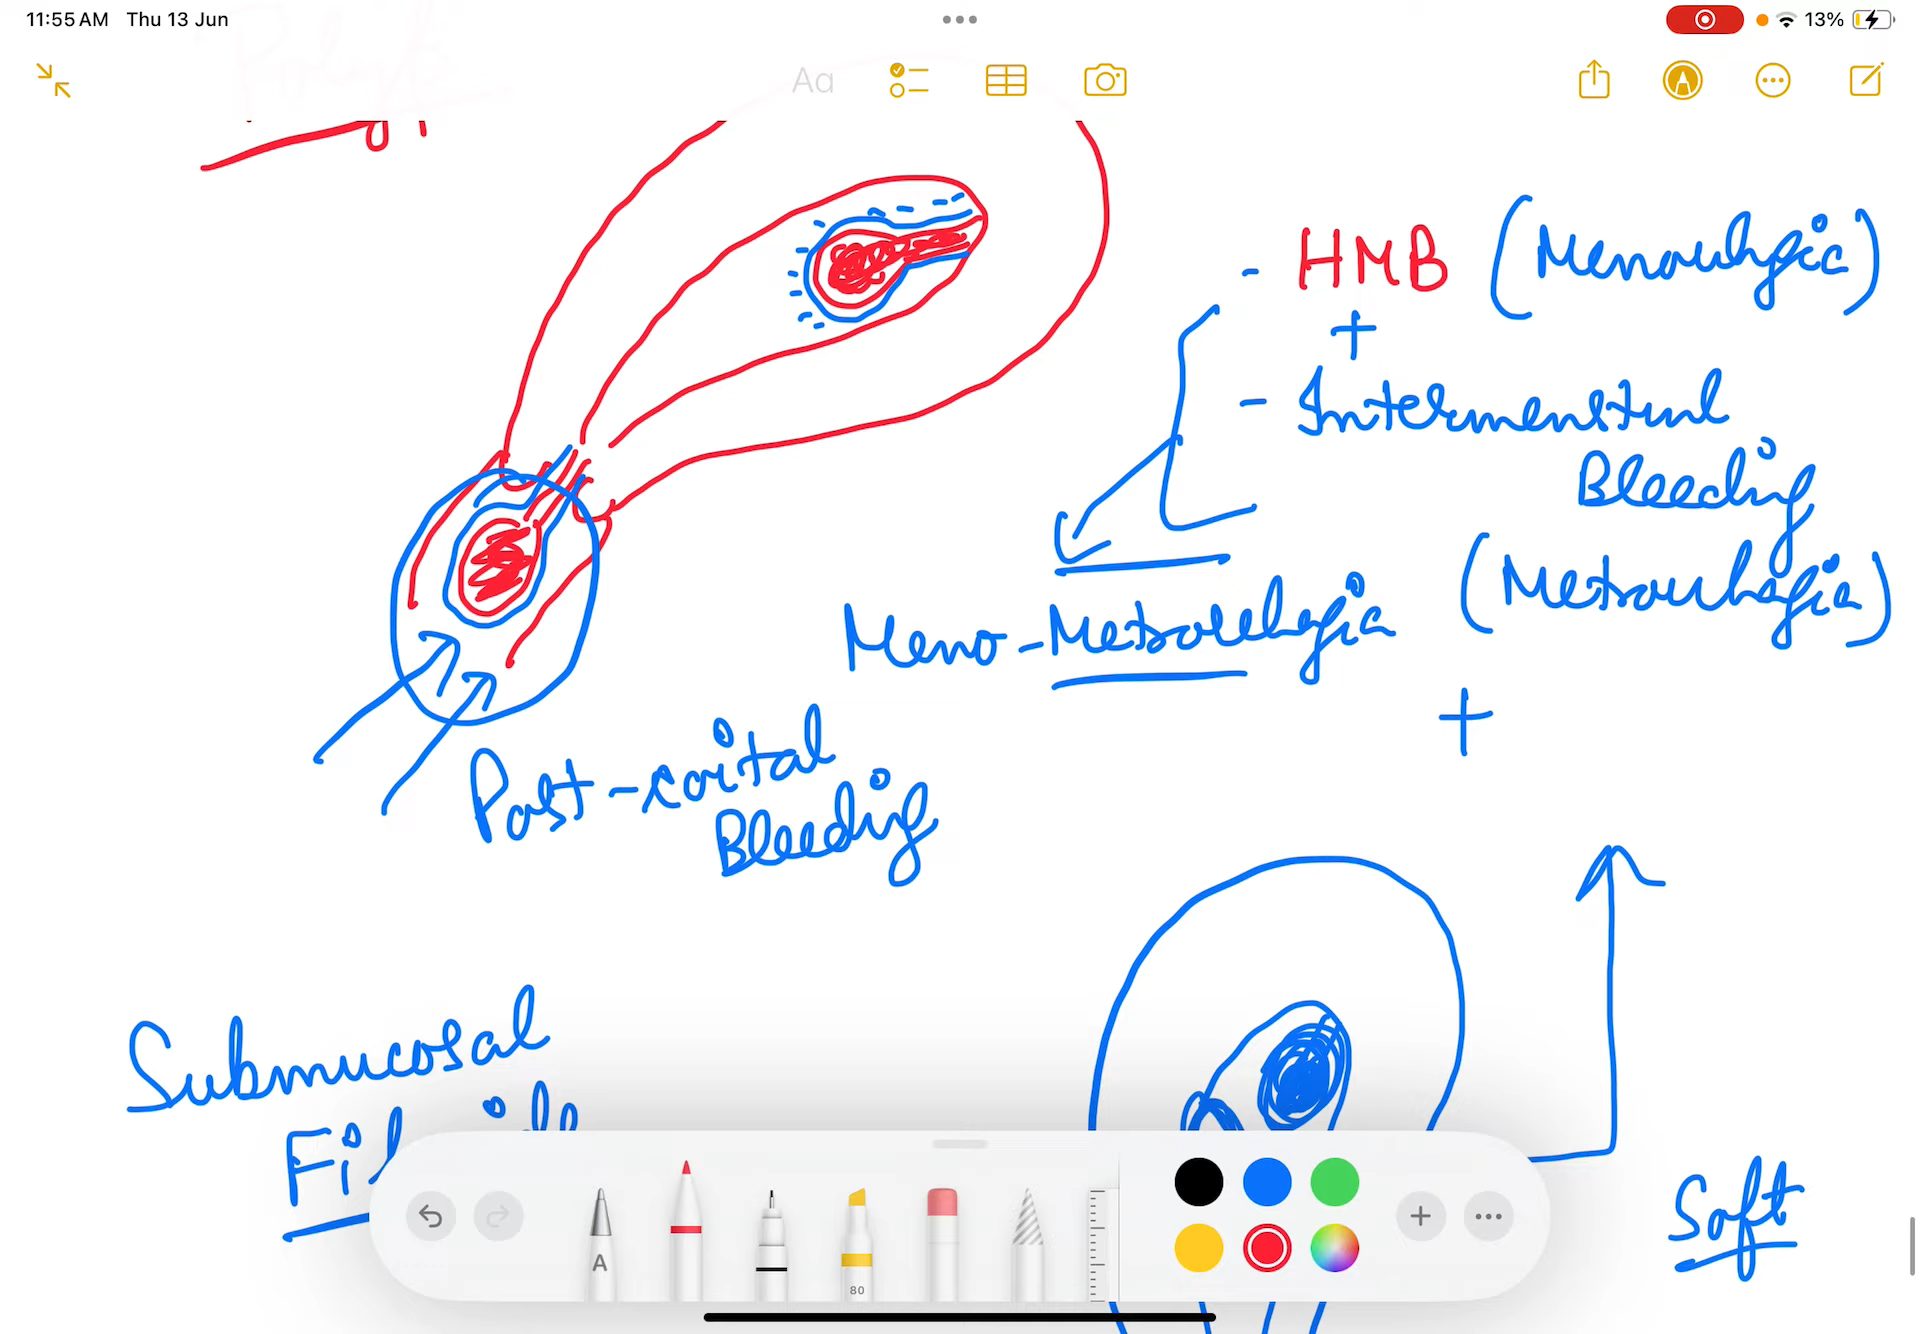 11:55 AM Thu 13 Jun
13%
Aa
- HMB (Menorrhgia)
+
- Intermenstrual
Bleeding
(Metrorrhagia)
Meno-Metrorrhagia
+
Post-coital
Bleeding
Submucosal
Soft
A
80